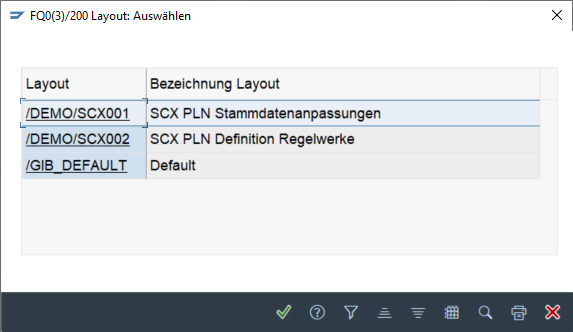 FQ0(3)/200 Layout: Auswählen
Layout Bezeichnung Layout
/DEMO/SCX001 SCX PLN Stammdatenanpassungen
/DEMO/SCX002 SCX PLN Definition Regelwerke
/GIB_DEFAULT Default